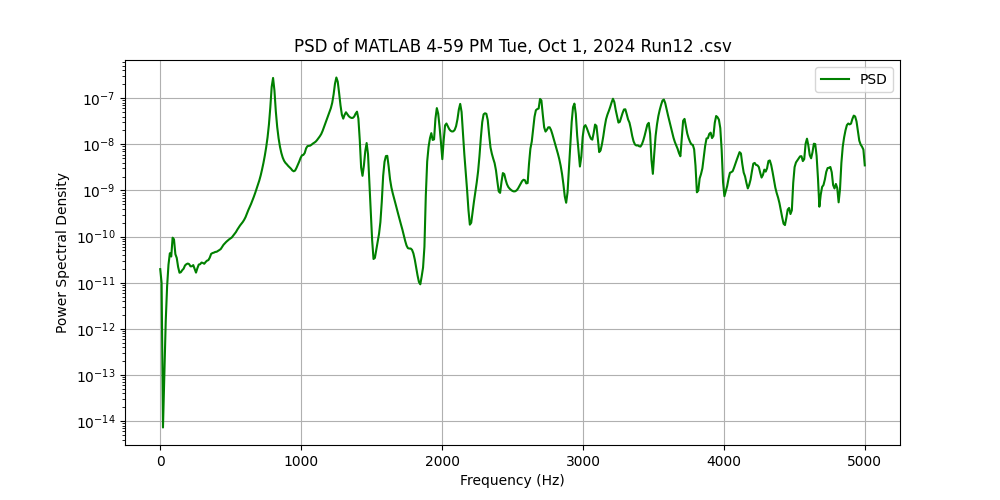 PSD of MATLAB 4-59 PM Tue, Oct 1, 2024 Run12 .csv
PSD
Power Spectral Density
10⁻⁷
10⁻⁸
10⁻⁹
10⁻¹⁰
10⁻¹¹
10⁻¹²
10⁻¹³
10⁻¹⁴
0 1000 2000 3000 4000 5000
Frequency (Hz)